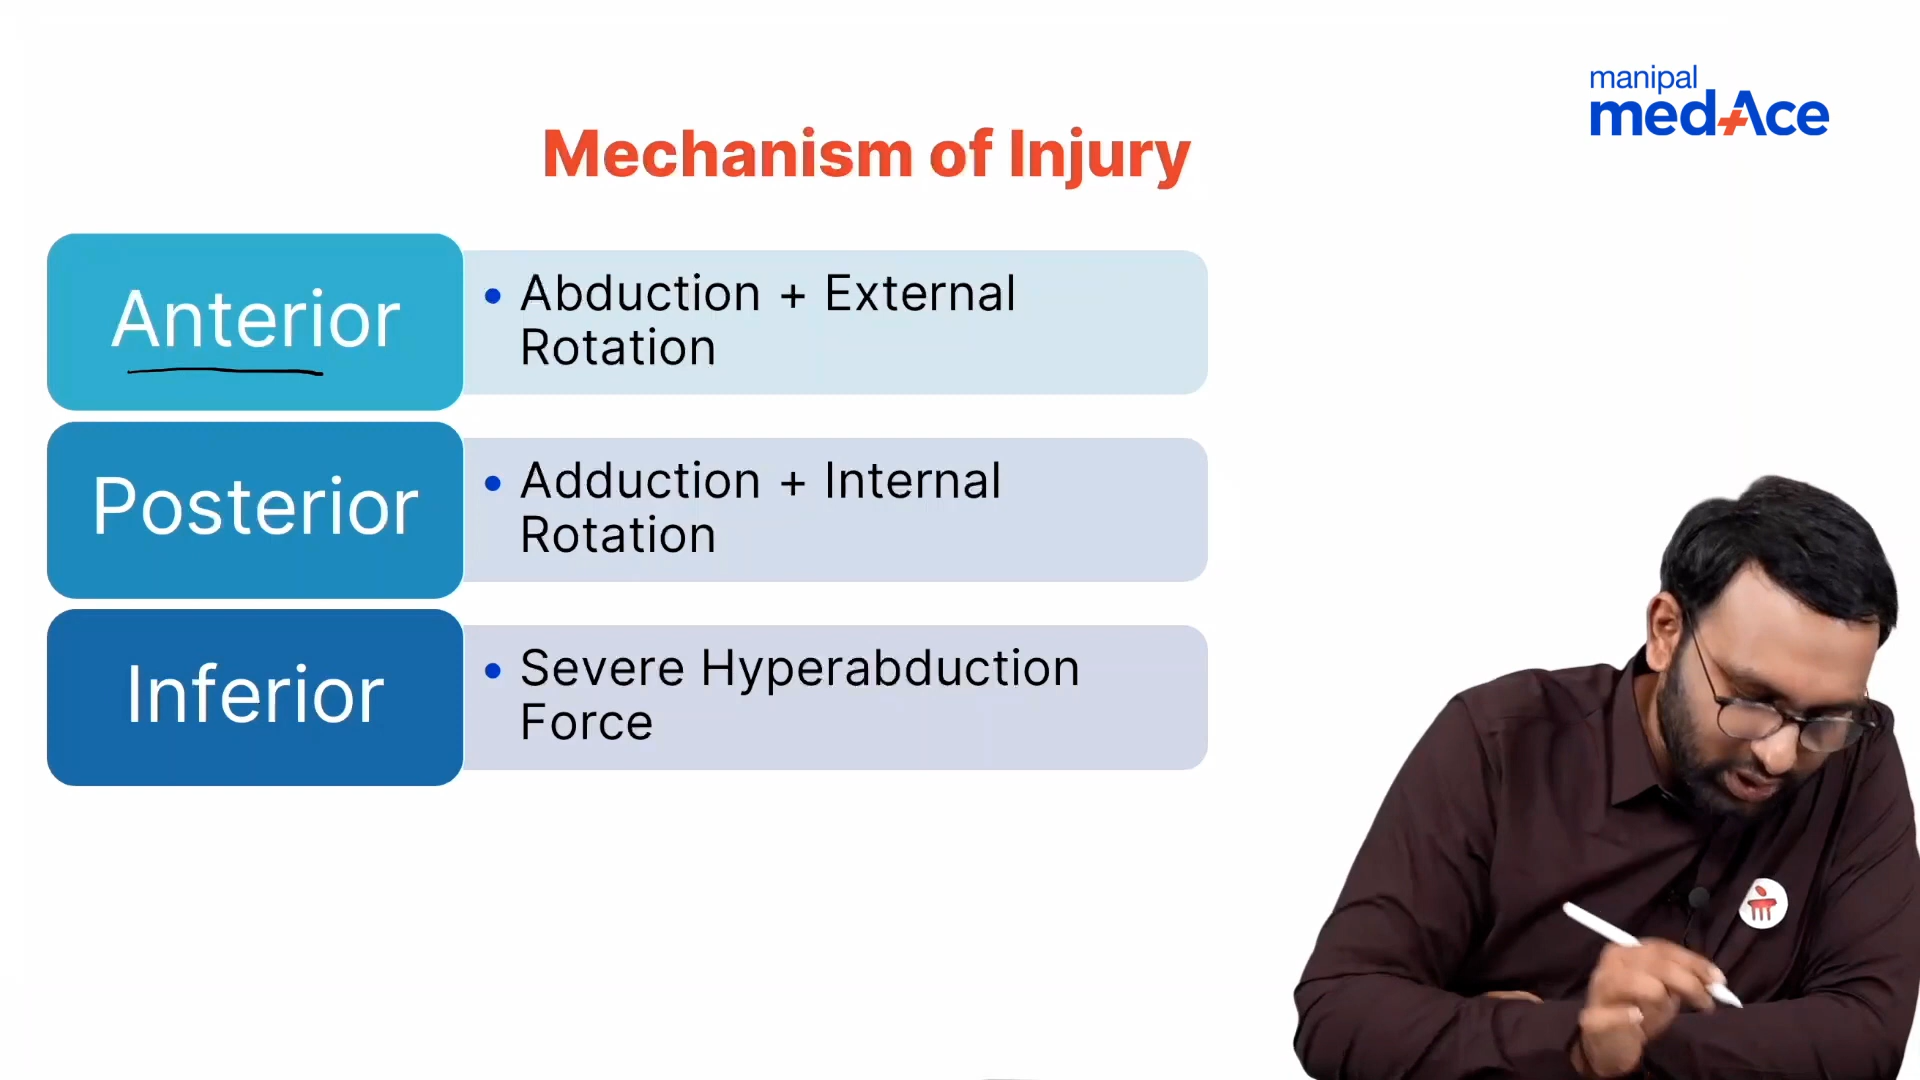 manipal
medAce
Mechanism of Injury
Anterior
• Abduction + External
Rotation
Posterior
• Adduction + Internal
Rotation
Inferior
• Severe Hyperabduction
Force